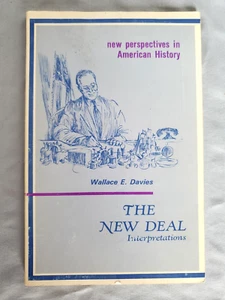 new perspectives in
American History
Wallace E. Davies
THE
NEW DEAL
Interpretations